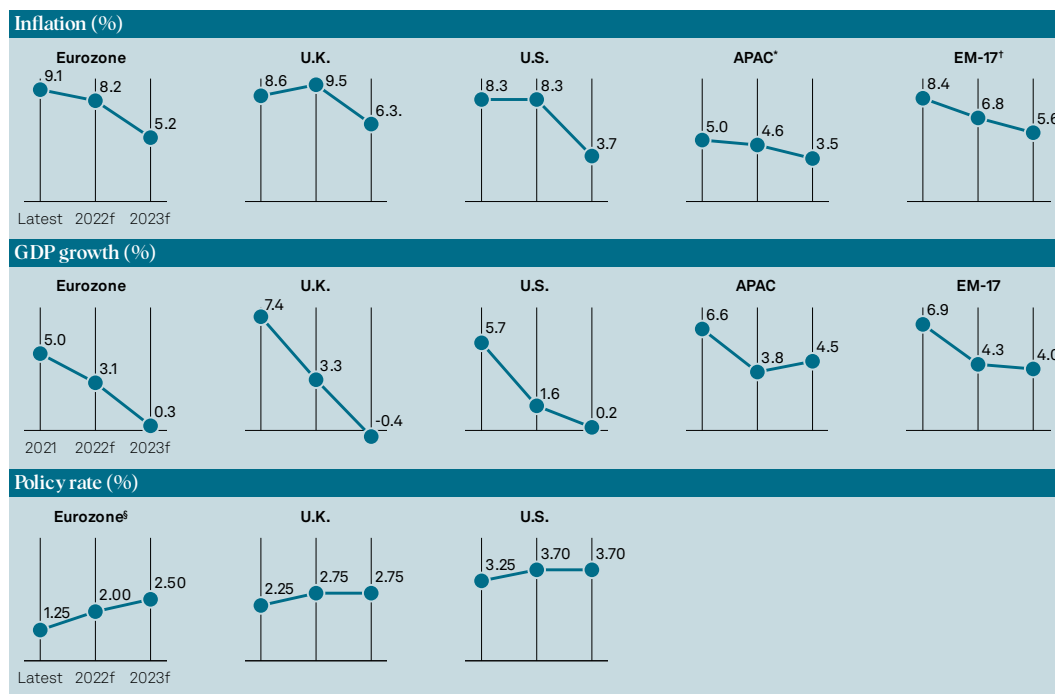 Inflation (%)
Eurozone U.K. U.S. APAC* EM-17†
9.1 8.2 5.2
8.6 9.5 6.3.
8.3 8.3 3.7
5.0 4.6 3.5
8.4 6.8 5.6
Latest 2022f 2023f
GDP growth (%)
Eurozone U.K. U.S. APAC EM-17
5.0 3.1 0.3
7.4 3.3 -0.4
5.7 1.6 0.2
6.6 3.8 4.5
6.9 4.3 4.0
2021 2022f 2023f
Policy rate (%)
Eurozone§ U.K. U.S.
1.25 2.00 2.50
2.25 2.75 2.75
3.25 3.70 3.70
Latest 2022f 2023f